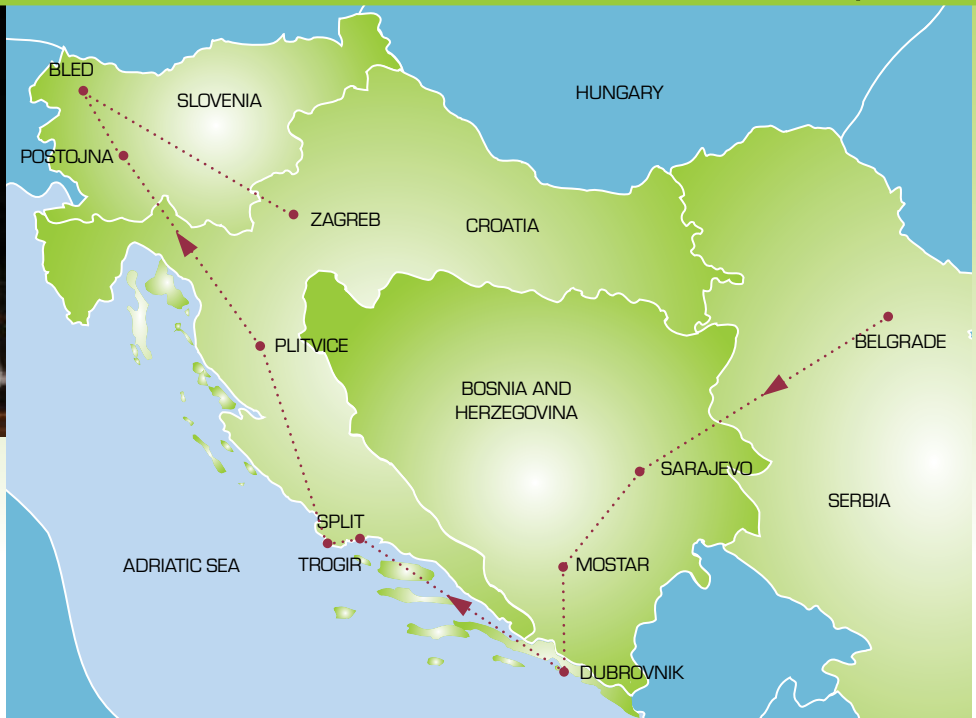 BLED
SLOVENIA
HUNGARY
POSTOJNA
ZAGREB
CROATIA
PLITVICE
BELGRADE
BOSNIA AND
HERZEGOVINA
SARAJEVO
SERBIA
SPLIT
TROGIR
ADRIATIC SEA
MOSTAR
DUBROVNIK